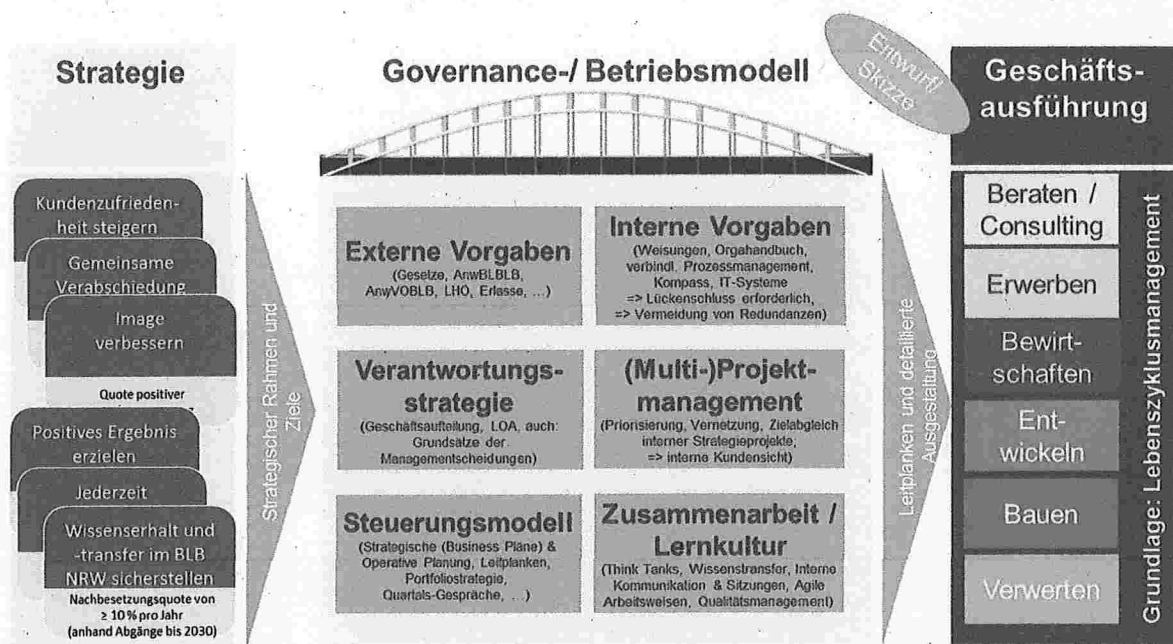 Strategie
Kundenzufrieden-
heit steigern
Gemeinsame
Verabschiedung
Image
verbessern
Quote positiver
Positives Ergebnis
erzielen
Jederzeit
Wissenserhalt und
-transfer im BLB
NRW sicherstellen
Nachbesetzungsquote von
≥ 10 % pro Jahr
(anhand Abgänge bis 2030)
Strategischer Rahmen und
Ziele
Governance-/ Betriebsmodell
Externe Vorgaben
(Gesetze, AnwBLBLB,
AnwVOBLB, LHO, Erlasse, ...)
Interne Vorgaben
(Weisungen, Orgahandbuch,
verbindl. Prozessmanagement,
Kompass, IT-Systeme
=> Lückenschluss erforderlich,
=> Vermeidung von Redundanzen)
Verantwortungs-
strategie
(Geschäftsaufteilung, LOA, auch:
Grundsätze der
Managementscheidungen)
(Multi-)Projekt-
management
(Priorisierung, Vernetzung, Zielabgleich
interner Strategieprojekte,
=> interne Kundensicht)
Steuerungsmodell
(Strategische (Business Pläne) &
Operative Planung, Leitplanken,
Portfoliostrategie,
Quartals-Gespräche, ...)
Zusammenarbeit /
Lernkultur
(Think Tanks, Wissenstransfer, Interne
Kommunikation & Sitzungen, Agile
Arbeitsweisen, Qualitätsmanagement)
Entwurf/
Skizze
Leitplanken und detaillierte
Ausgestaltung
Geschäfts-
ausführung
Beraten /
Consulting
Erwerben
Bewirt-
schaften
Ent-
wickeln
Bauen
Verwerten
Grundlage: Lebenszyklusmanagement